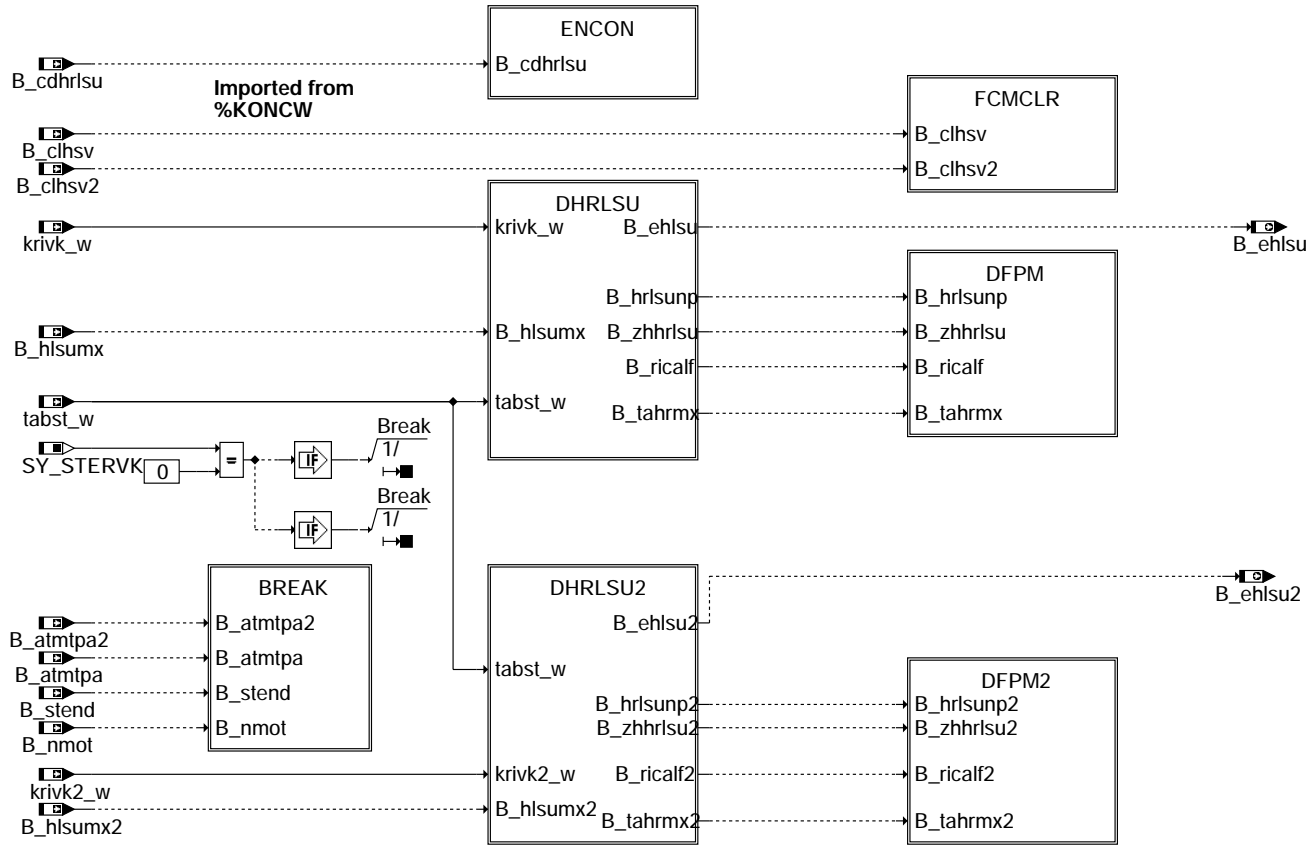 ENCON
B_cdhrlsu
B_cdhrlsu
Imported from
%KONCW
FCMCLR
B_clhsv
B_clhsv
B_clhsv2
B_clhsv2
DHRLSU
krivk_w
krivk_w
B_ehlsu
B_ehlsu
DFPM
B_hrlsunp
B_hrlsunp
B_hlsumx
B_hlsumx
B_zhhrlsu
B_zhhrlsu
B_ricalf
B_ricalf
tabst_w
tabst_w
B_tahrmx
B_tahrmx
SY_STERVK
0
=
IF
Break
1/
IF
Break
1/
BREAK
B_atmtpa2
B_atmtpa2
B_atmtpa
B_atmtpa
B_stend
B_stend
B_nmot
B_nmot
DHRLSU2
B_ehlsu2
B_ehlsu2
tabst_w
DFPM2
B_hrlsunp2
B_hrlsunp2
B_zhhrlsu2
B_zhhrlsu2
krivk2_w
krivk2_w
B_ricalf2
B_ricalf2
B_hlsumx2
B_hlsumx2
B_tahrmx2
B_tahrmx2